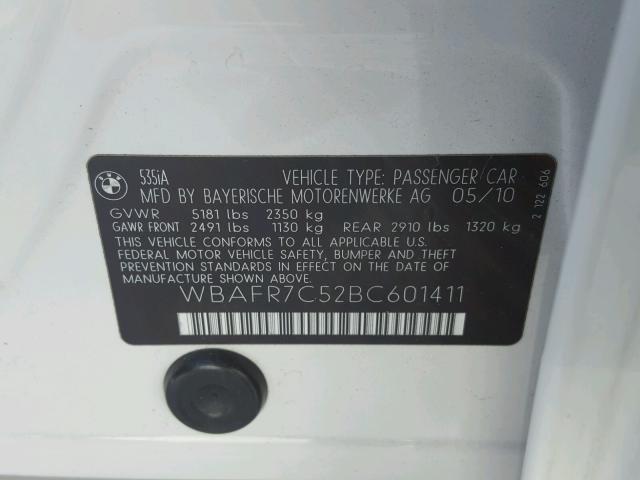 BMW
535iA VEHICLE TYPE: PASSENGER CAR
MFD BY BAYERISCHE MOTORENWERKE AG 05/10
GVWR 5181 lbs 2350 kg
GAWR FRONT 2491 lbs 1130 kg REAR 2910 lbs 1320 kg
THIS VEHICLE CONFORMS TO ALL APPLICABLE U.S.
FEDERAL MOTOR VEHICLE SAFETY, BUMPER AND THEFT
PREVENTION STANDARDS IN EFFECT ON THE DATE OF
MANUFACTURE SHOWN ABOVE.
WBAFR7C52BC601411
2 122 606